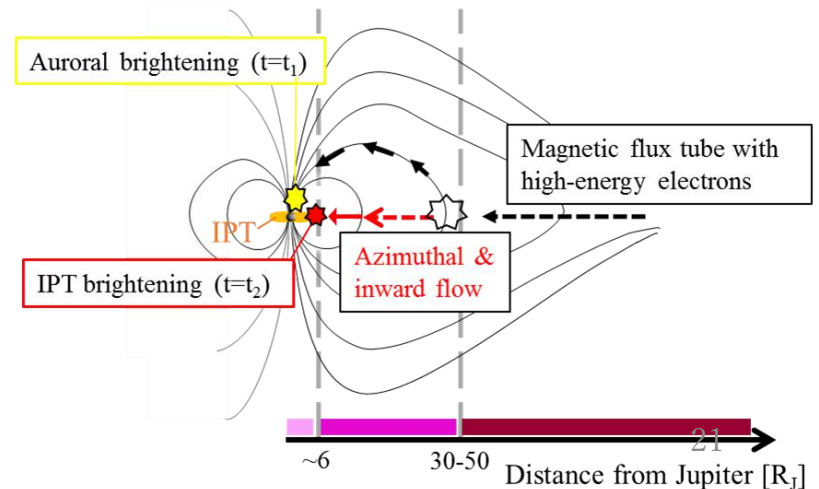 Auroral brightening (t=t₁)
Magnetic flux tube with
high-energy electrons
IPT
Azimuthal &
inward flow
IPT brightening (t=t₂)
21
~6
30-50
Distance from Jupiter [R_J]